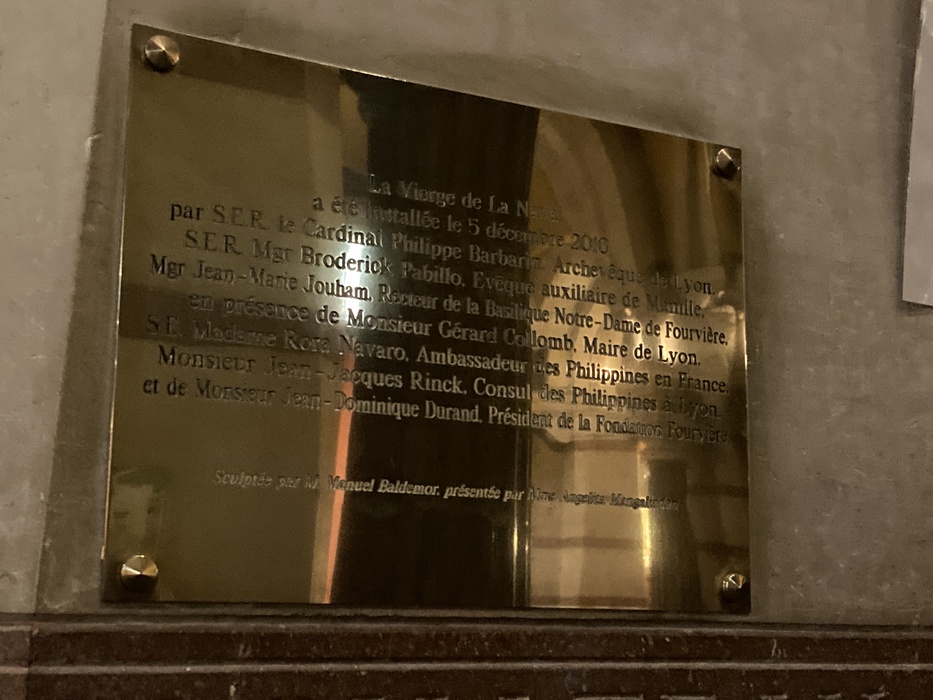 La Vierge de La Naval
a été installée le 5 décembre 2010
par S.E.R. le Cardinal Philippe Barbarin, Archevêque de Lyon.
S.E.R. Mgr Broderick Pabillo, Evêque auxiliaire de Manille,
Mgr Jean-Marie Jouham, Recteur de la Basilique Notre-Dame de Fourvière,
en présence de Monsieur Gérard Collomb, Maire de Lyon.
S.E. Madame Rora Navaro, Ambassadeur des Philippines en France,
Monsieur Jean-Jacques Rinck, Consul des Philippines à Lyon.
et de Monsieur Jean-Dominique Durand, Président de la Fondation Fourvière.
Sculptée par M. Manuel Baldemor, présentée par Mme Angelita